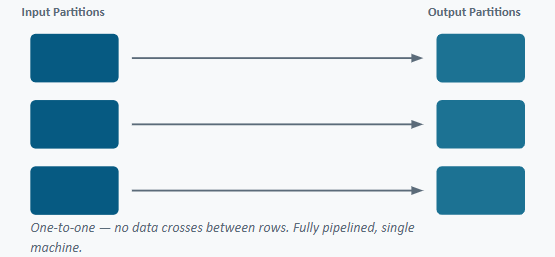 Input Partitions
Output Partitions
One-to-one — no data crosses between rows. Fully pipelined, single
machine.